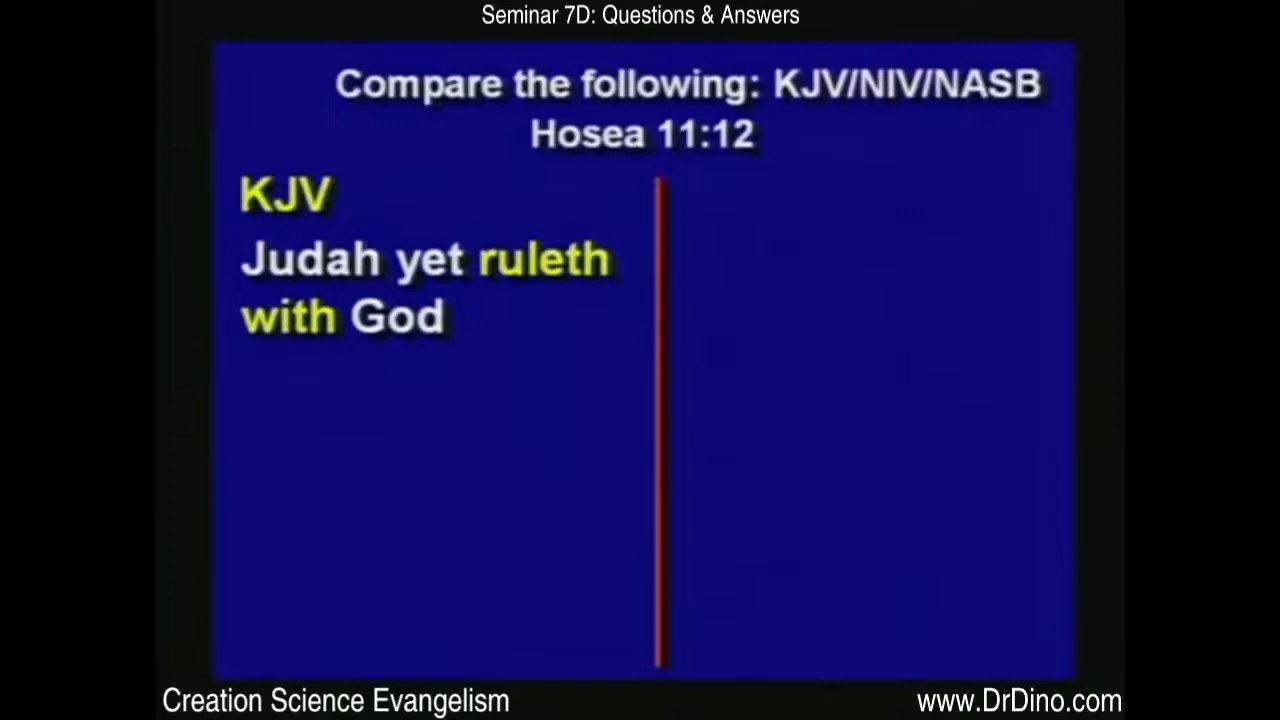 Seminar 7D: Questions & Answers
Compare the following: KJV/NIV/NASB
Hosea 11:12
KJV
Judah yet ruleth
with God
Creation Science Evangelism
www.DrDino.com